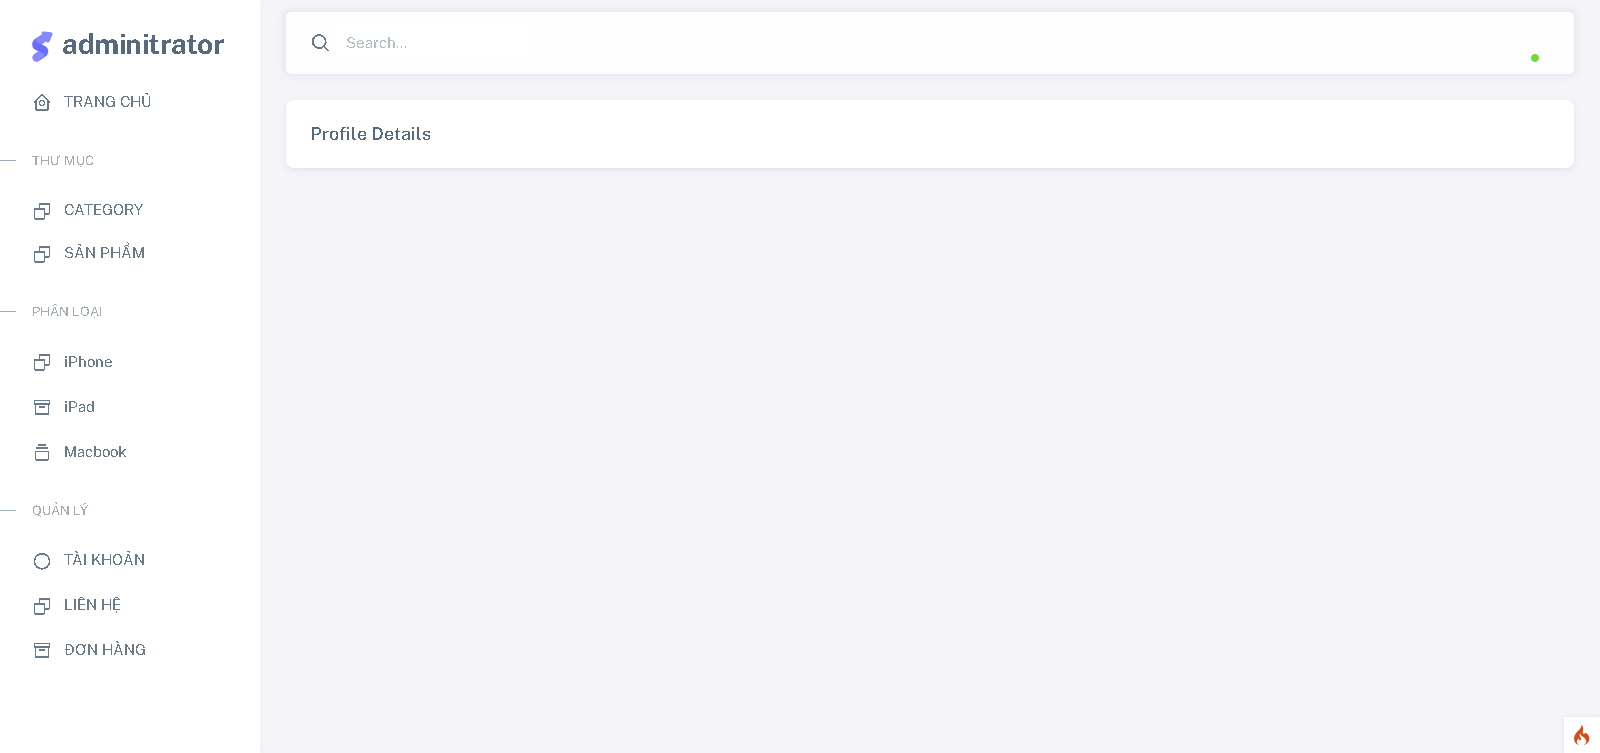 adminitrator
Search...
TRANG CHỦ
Profile Details
THƯ MỤC
CATEGORY
SẢN PHẨM
PHÂN LOẠI
iPhone
iPad
Macbook
QUẢN LÝ
TÀI KHOẢN
LIÊN HỆ
ĐƠN HÀNG